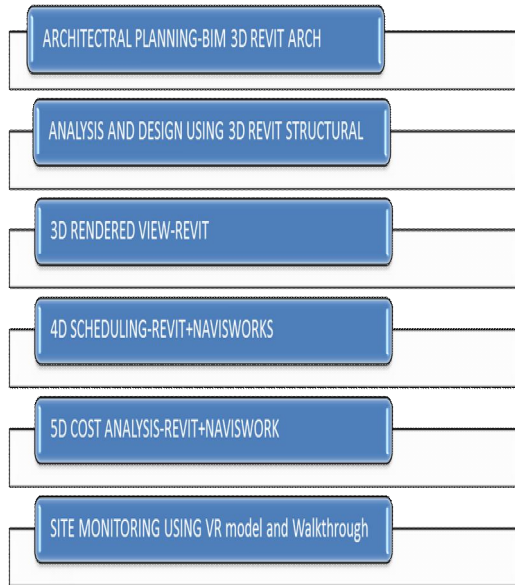 ARCHITECTRAL PLANNING-BIM 3D REVIT ARCH
ANALYSIS AND DESIGN USING 3D REVIT STRUCTURAL
3D RENDERED VIEW-REVIT
4D SCHEDULING-REVIT+NAVISWORKS
5D COST ANALYSIS-REVIT+NAVISWORK
SITE MONITORING USING VR model and Walkthrough